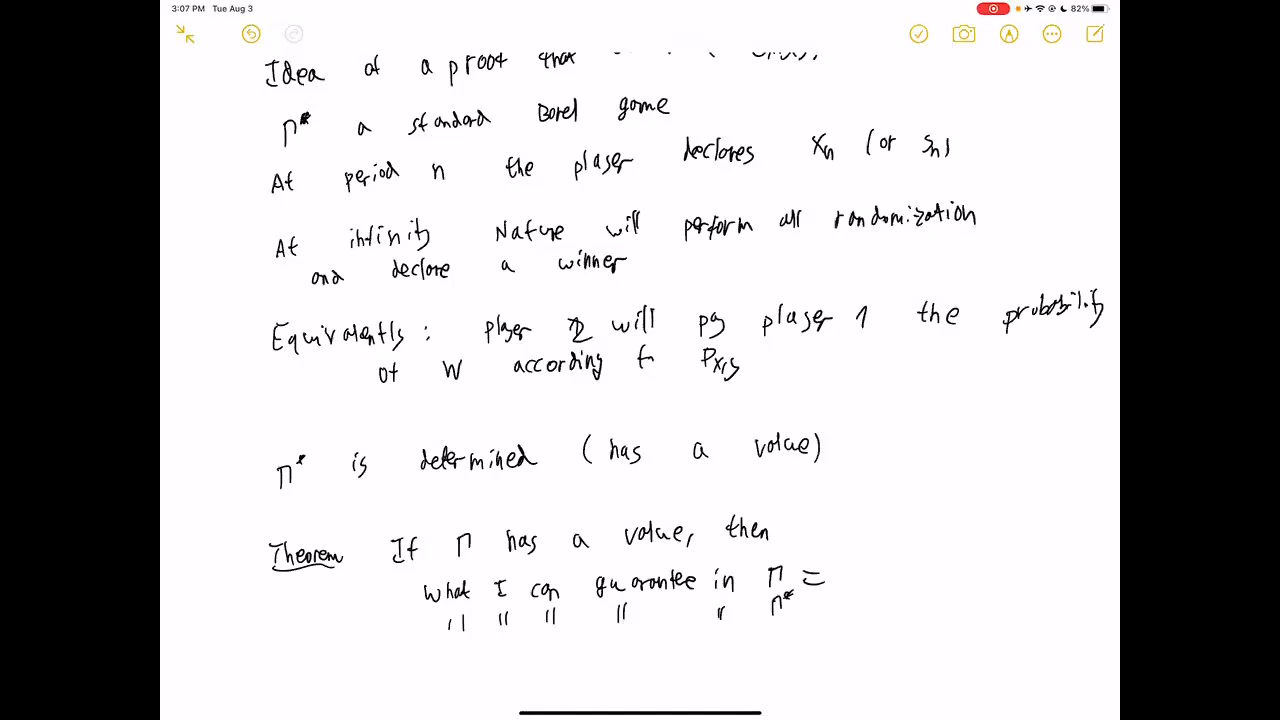 3:07 PM Tue Aug 3
82%
Idea of a proof that
Π* a standard Borel game
At period n the player declares Xn (or Sn)
At infinity Nature will perform all randomization
and declare a winner
Equivalently: player 2 will pay player 1 the probability
of W according to Px,y
Π* is determined (has a value)
Theorem If Π has a value, then
what I can guarantee in Π =
" " " " " Π*